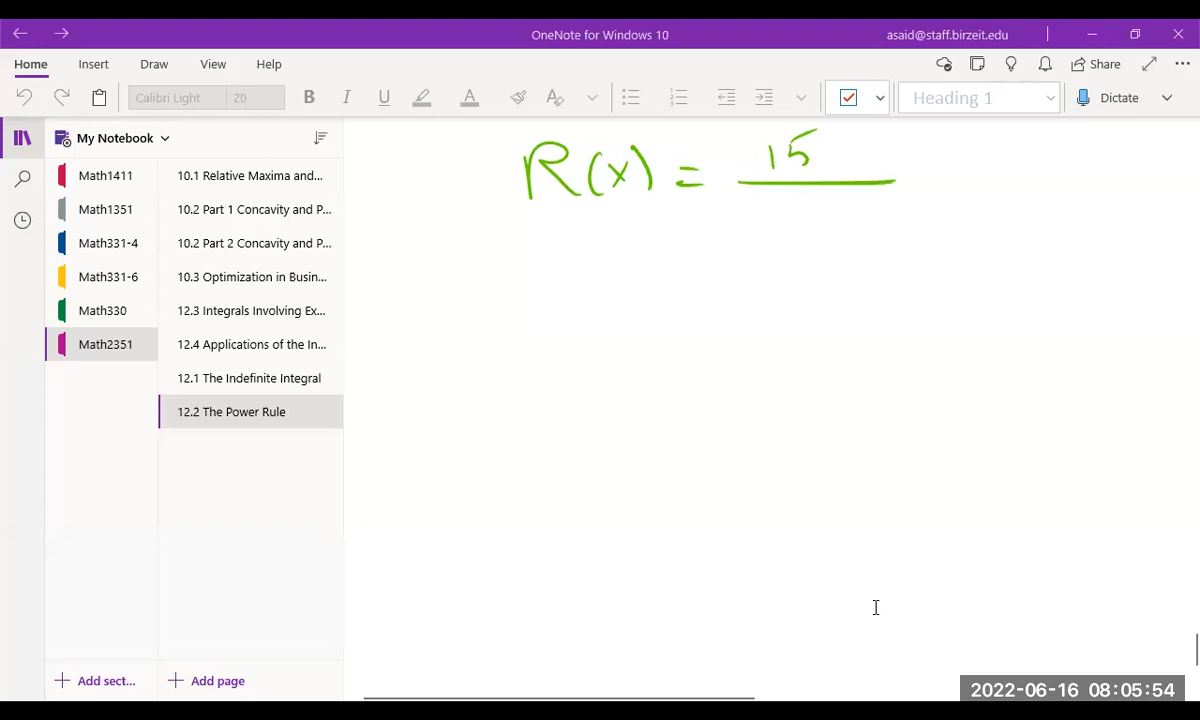 OneNote for Windows 10
asaid@staff.birzeit.edu
Home Insert Draw View Help
Share
Calibri Light 20 B I U A Heading 1 Dictate
My Notebook
Math1411
Math1351
Math331-4
Math331-6
Math330
Math2351
10.1 Relative Maxima and...
10.2 Part 1 Concavity and P...
10.2 Part 2 Concavity and P...
10.3 Optimization in Busin...
12.3 Integrals Involving Ex...
12.4 Applications of the In...
12.1 The Indefinite Integral
12.2 The Power Rule
R(x) = 15
Add sect...
Add page
2022-06-16 08:05:54